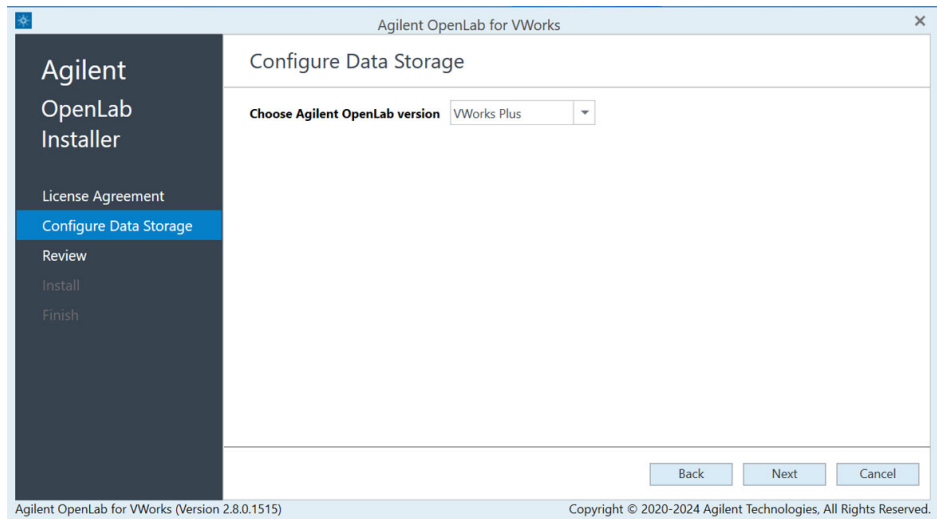 Agilent OpenLab for VWorks
Agilent
OpenLab
Installer
License Agreement
Configure Data Storage
Review
Install
Finish
Configure Data Storage
Choose Agilent OpenLab version VWorks Plus
Back Next Cancel
Agilent OpenLab for VWorks (Version 2.8.0.1515) Copyright © 2020-2024 Agilent Technologies, All Rights Reserved.